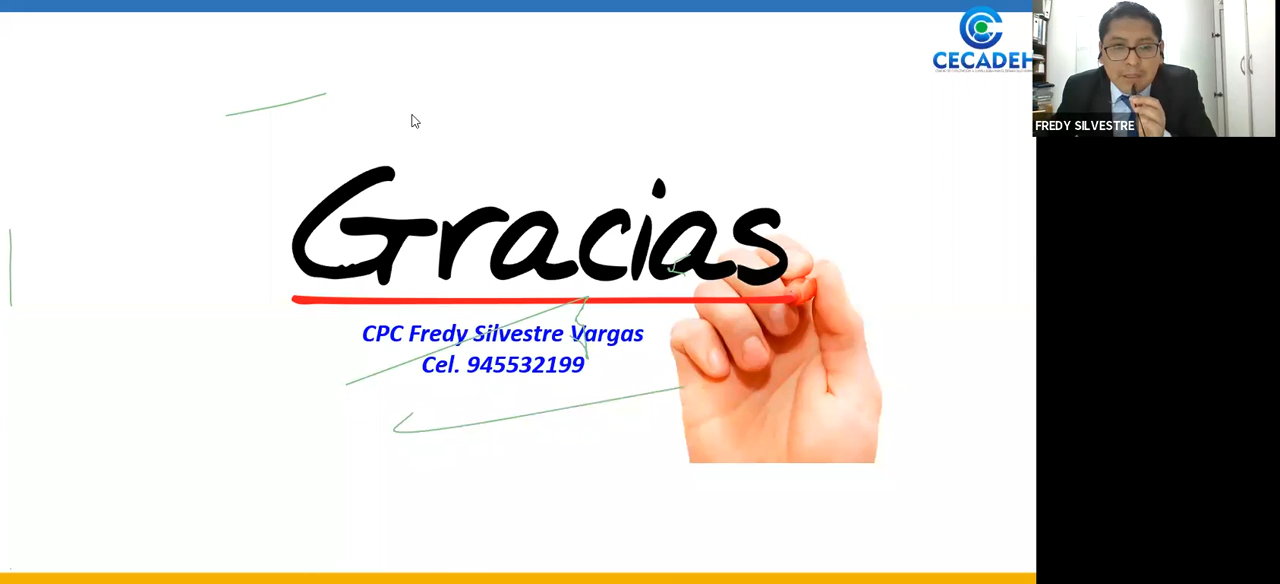 CECADEH
FREDY SILVESTRE
Gracias
CPC Fredy Silvestre Vargas
Cel. 945532199